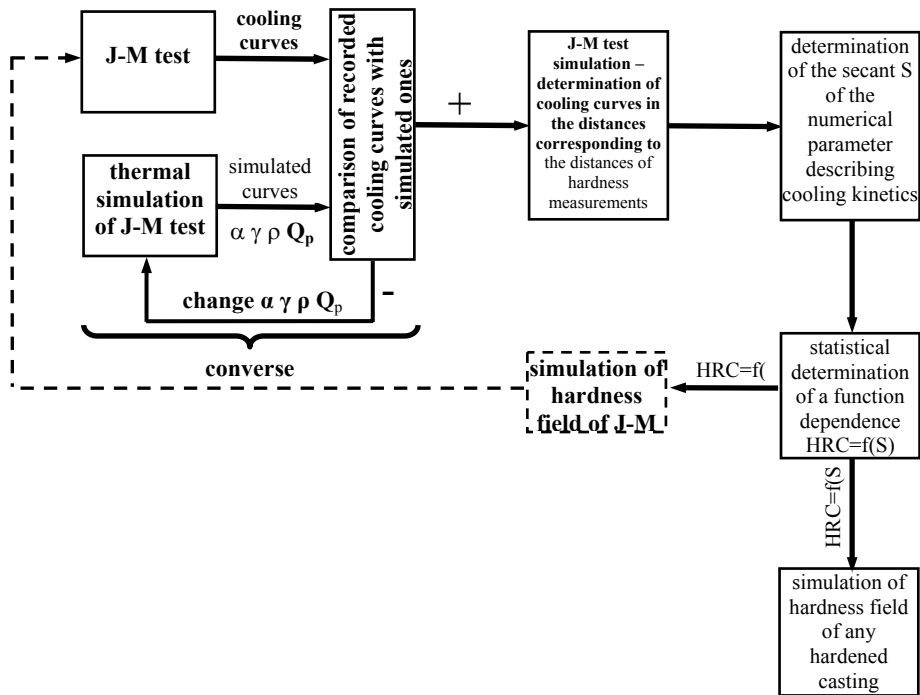 J-M test
cooling
curves
comparison of recorded
cooling curves with
simulated ones
+
J-M test
simulation –
determination of
cooling curves in
the distances
corresponding to
the distances of
hardness
measurements
determination
of the secant S
of the
numerical
parameter
describing
cooling kinetics
thermal
simulation
of J-M test
simulated
curves
α γ ρ Qp
-
change α γ ρ Qp
converse
simulation of
hardness
field of J-M
HRC=f(
statistical
determination
of a function
dependence
HRC=f(S)
HRC=f(S
simulation of
hardness field
of any
hardened
casting